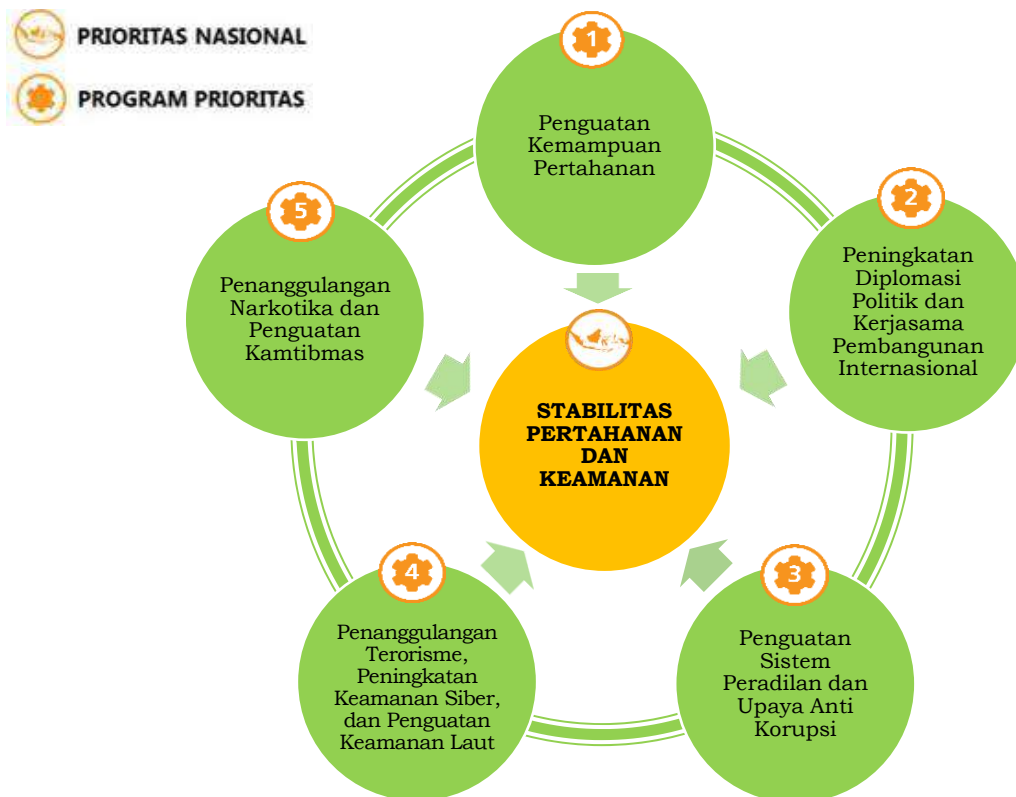 PRIORITAS NASIONAL
PROGRAM PRIORITAS
1
Penguatan
Kemampuan
Pertahanan
2
Peningkatan
Diplomasi
Politik dan
Kerjasama
Pembangunan
Internasional
3
Penguatan
Sistem
Peradilan dan
Upaya Anti
Korupsi
4
Penanggulangan
Terorisme,
Peningkatan
Keamanan Siber,
dan Penguatan
Keamanan Laut
5
Penanggulangan
Narkotika dan
Penguatan
Kamtibmas
STABILITAS
PERTAHANAN
DAN
KEAMANAN